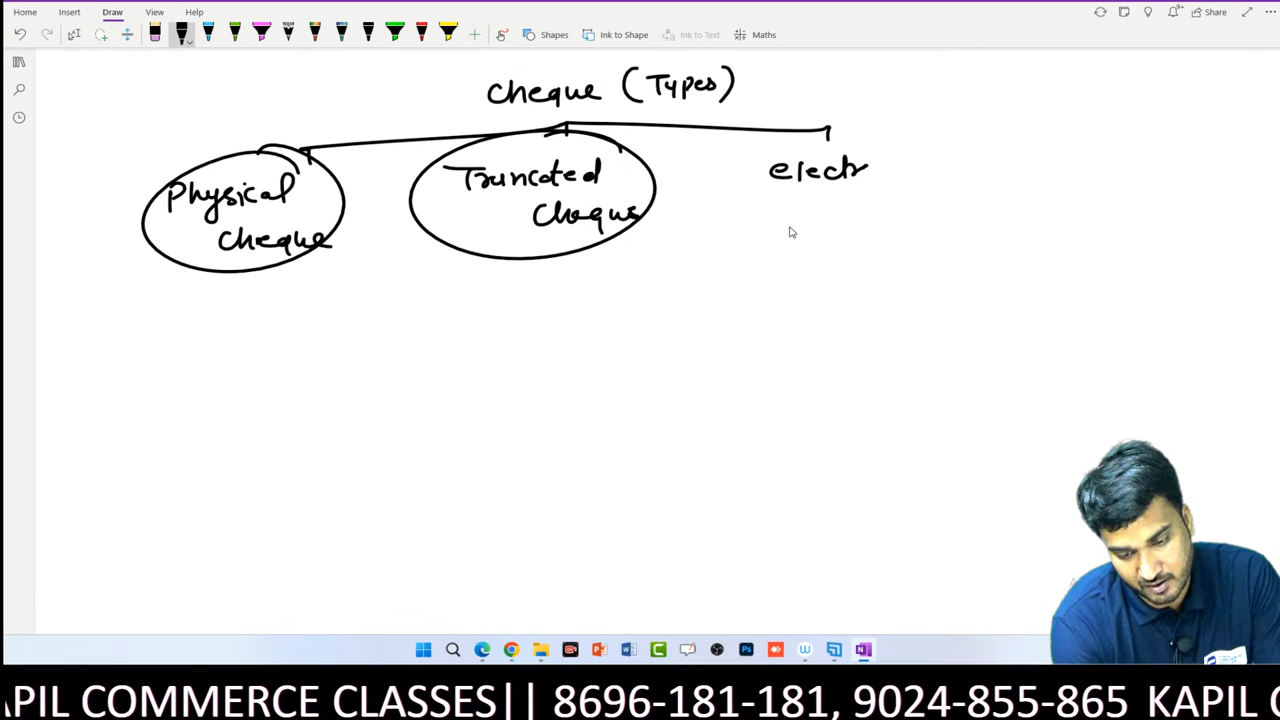 Home Insert Draw View Help
Share
Shapes Ink to Shape Ink to Text Maths
Cheque (Types)
Physical
Cheque
Truncated
Cheque
electr
APIL COMMERCE CLASSES|| 8696-181-181, 9024-855-865 KAPIL C